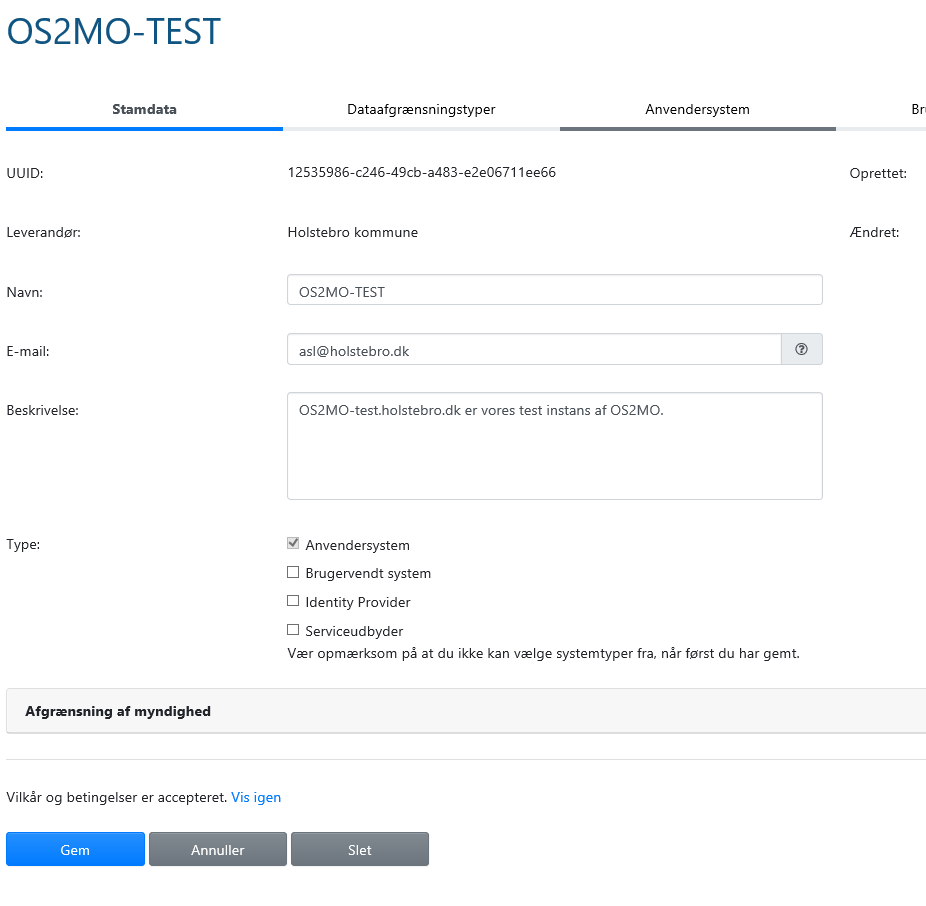 OS2MO-TEST
Stamdata Dataafgrænsningstyper Anvendersystem
UUID: 12535986-c246-49cb-a483-e2e06711ee66 Oprettet:
Leverandør: Holstebro kommune Ændret:
Navn: OS2MO-TEST
E-mail: asl@holstebro.dk
Beskrivelse: OS2MO-test.holstebro.dk er vores test instans af OS2MO.
Type: Anvendersystem
Brugervendt system
Identity Provider
Serviceudbyder
Vær opmærksom på at du ikke kan vælge systemtyper fra, når først du har gemt.
Afgrænsning af myndighed
Vilkår og betingelser er accepteret. Vis igen
Gem Annuller Slet